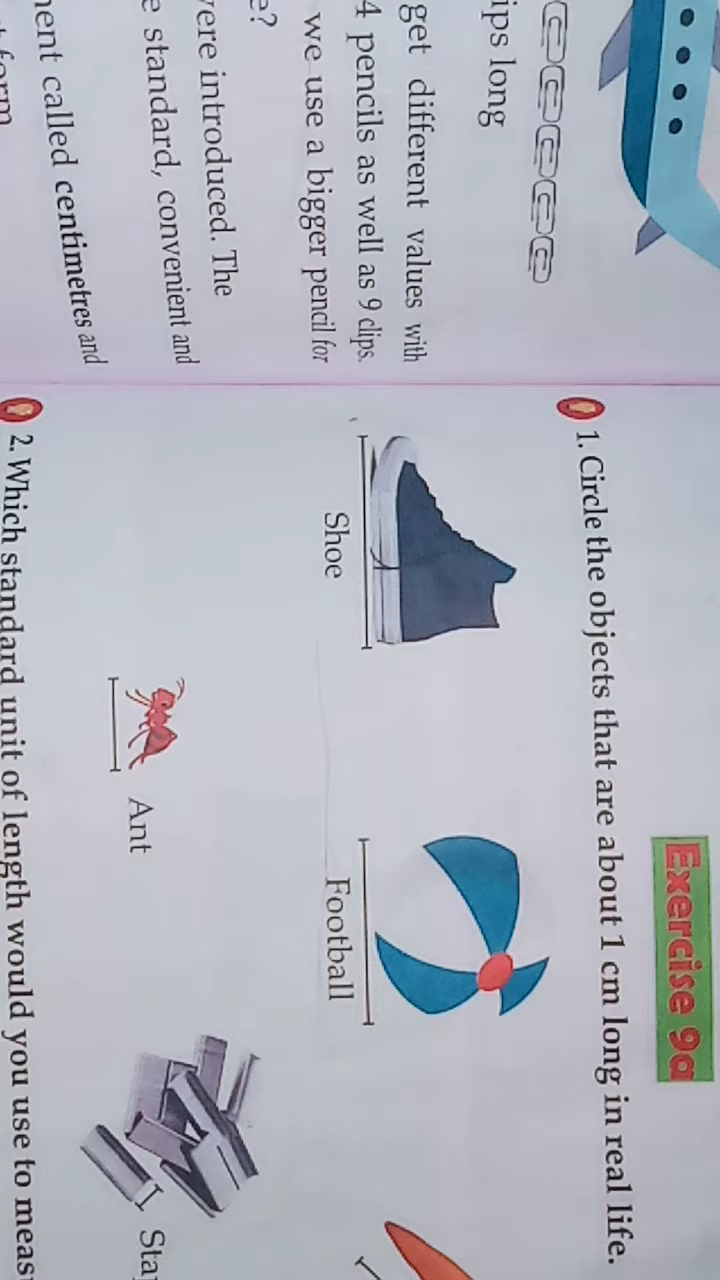 ips long
get different values with
4 pencils as well as 9 clips.
we use a bigger pencil for
e?
ere introduced. The
e standard, convenient and
ent called centimetres and
form
Exercise 9a
1. Circle the objects that are about 1 cm long in real life.
Shoe
Football
Ant
Sta
2. Which standard unit of length would you use to meas